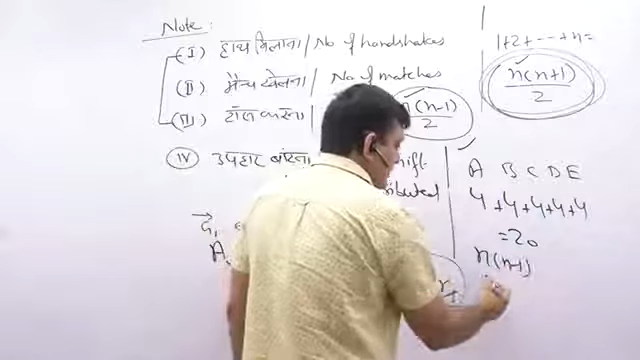 Note:
(I) हाथ मिलाना / No of handshakes
(II) मैच खेलना / No of matches
(III) टॉस करना / n(n-1)/2
(IV) उपहार बांटना
1+2+---+n=
n(n+1)/2
A B C D E
4+4+4+4+4
=20
n(n-1)